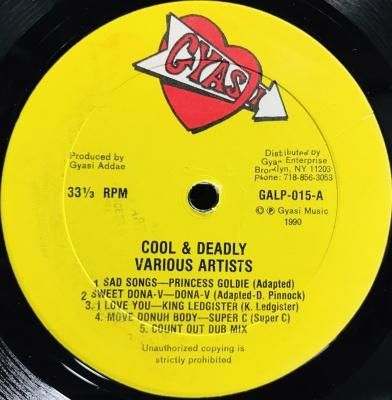 GYASI
Produced by
Gyasi Addae
33⅓ RPM
Distributed by
Gyasi Enterprise
Brooklyn, NY 11203
Phone: 718-856-3053
GALP-015-A
© ℗ Gyasi Music
1990
COOL & DEADLY
VARIOUS ARTISTS
1 SAD SONGS—PRINCESS GOLDIE (Adapted)
2 SWEET DONA-V—DONA-V (Adapted-D. Pinnock)
3. I LOVE YOU—KING LEDGISTER (K. Ledgister)
4. MOVE OONUH BODY—SUPER C (Super C)
5. COUNT OUT DUB MIX
Unauthorized copying is
strictly prohibited